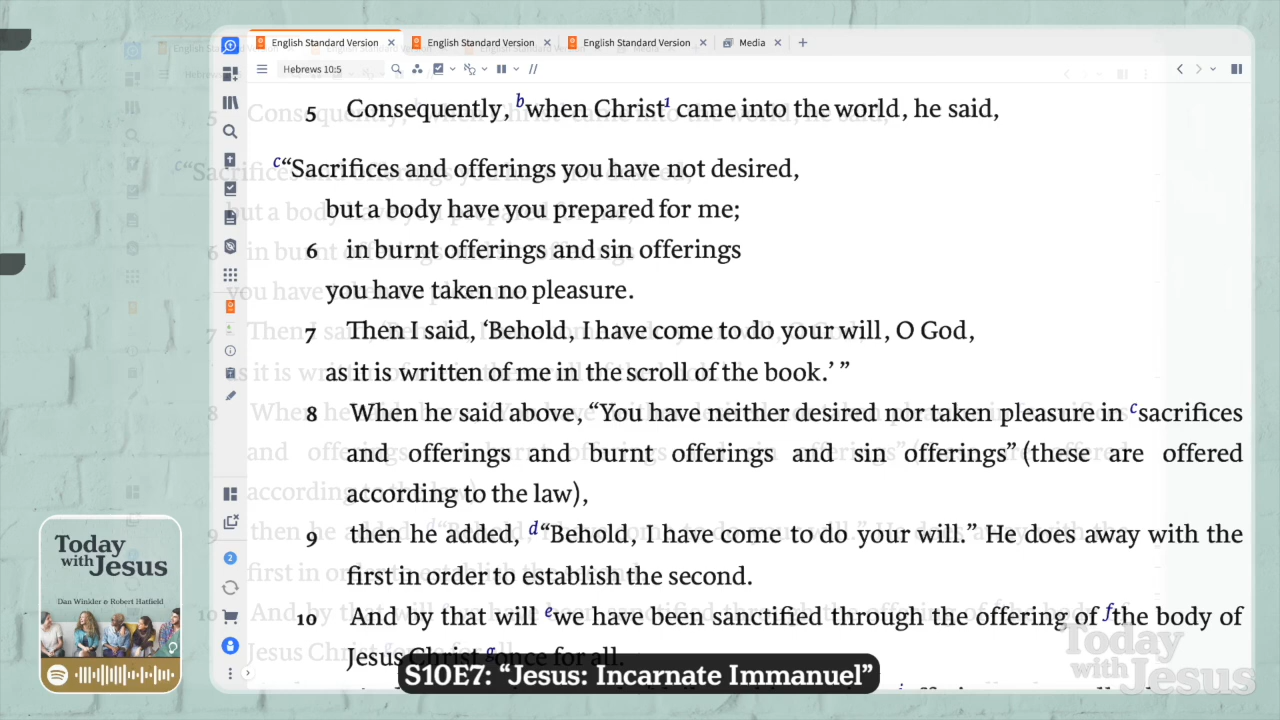 English Standard Version
English Standard Version
English Standard Version
Media
Hebrews 10:5
5 Consequently, b when Christ1 came into the world, he said,
c “Sacrifices and offerings you have not desired,
but a body have you prepared for me;
6 in burnt offerings and sin offerings
you have taken no pleasure.
7 Then I said, ‘Behold, I have come to do your will, O God,
as it is written of me in the scroll of the book.’ ”
8 When he said above, “You have neither desired nor taken pleasure in c sacrifices
and offerings and burnt offerings and sin offerings” (these are offered
according to the law),
9 then he added, d “Behold, I have come to do your will.” He does away with the
first in order to establish the second.
10 And by that will e we have been sanctified through the offering of f the body of
Jesus Christ g once for all.
2
Today
with Jesus
Dan Winkler & Robert Hatfield
S10E7: “Jesus: Incarnate Immanuel”
Today
with Jesus